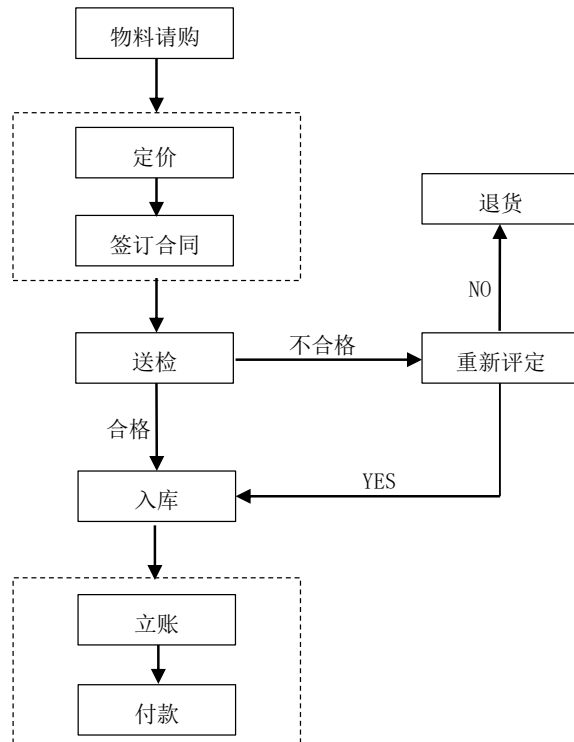 物料请购
定价
签订合同
退货
NO
送检
不合格
重新评定
合格
YES
入库
立账
付款